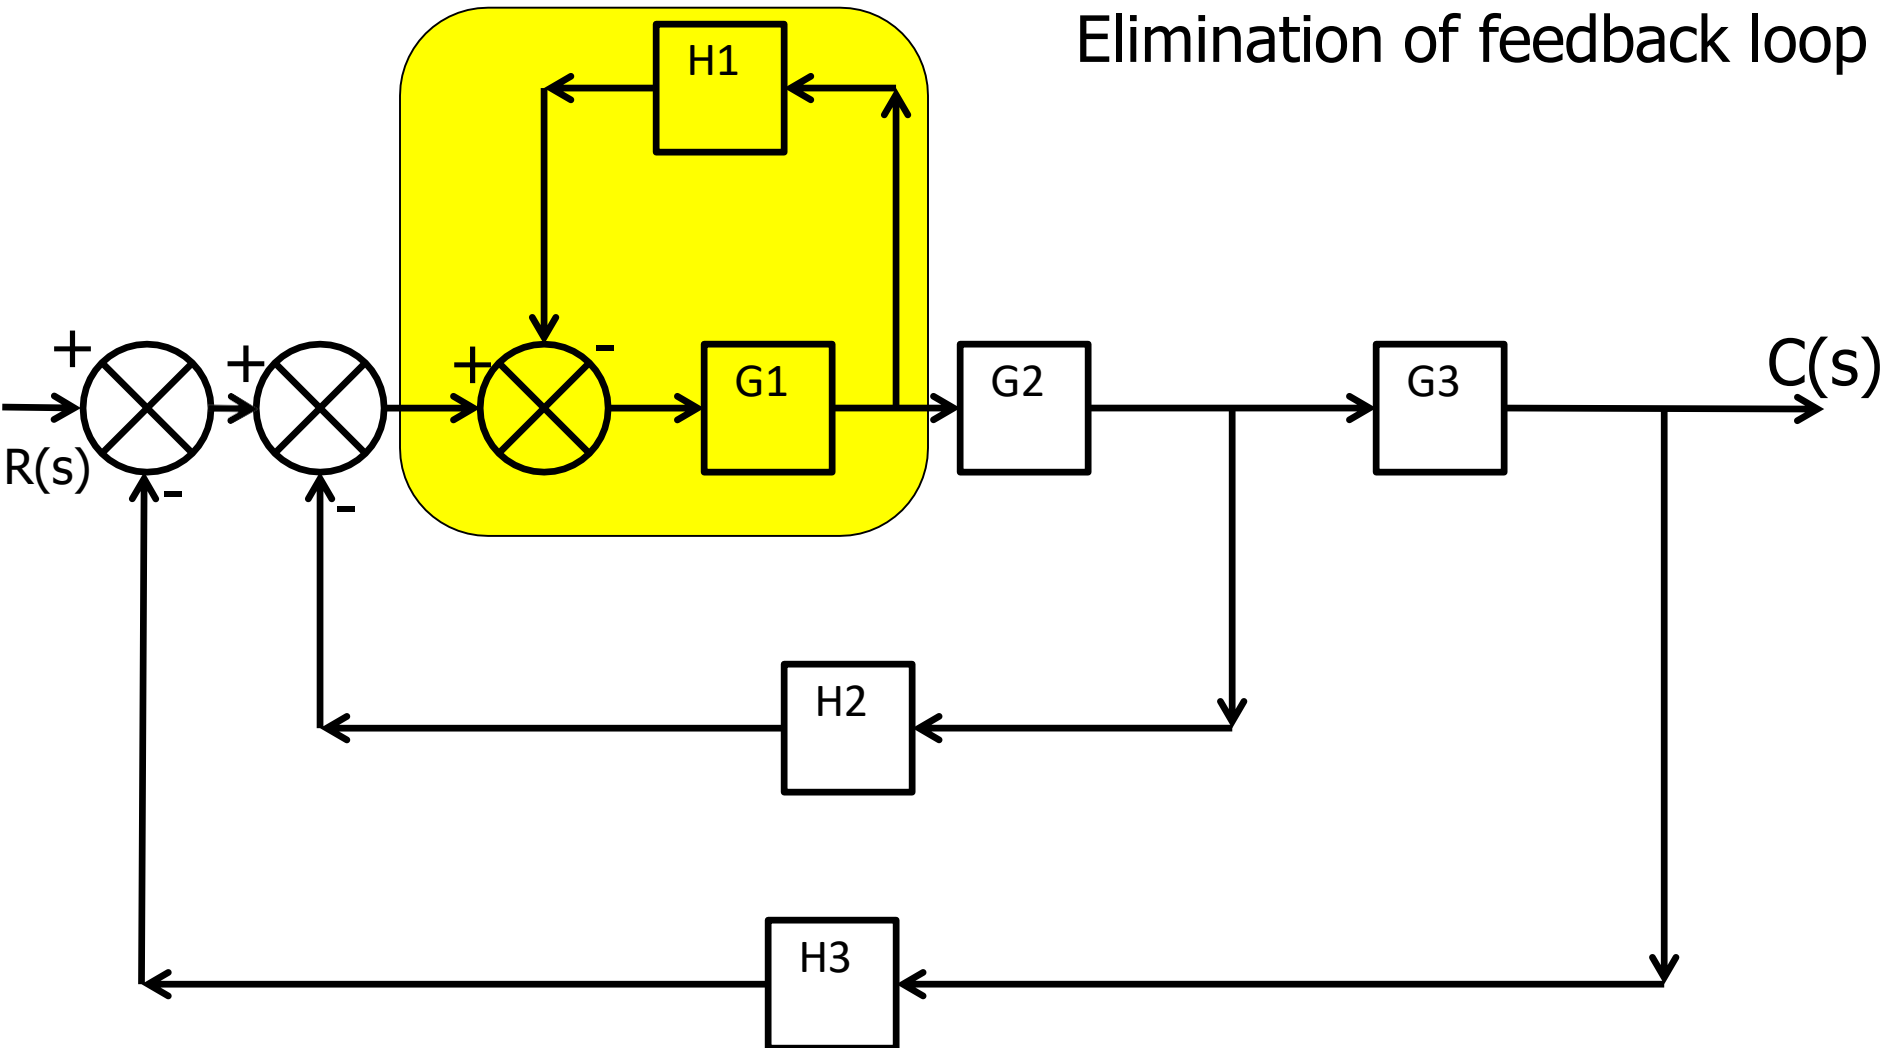 Elimination of feedback loop
H1
+
+
+
-
G1
G2
G3
C(s)
R(s)
-
-
H2
H3